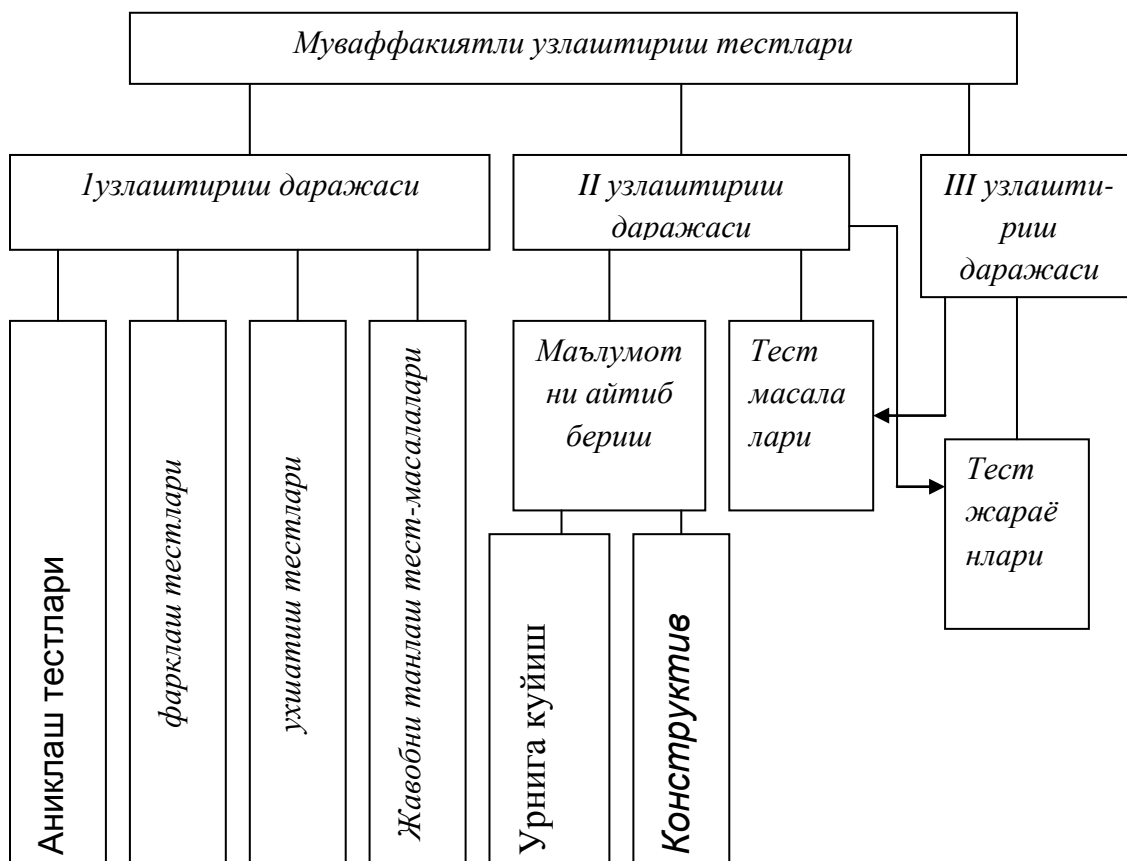 Муваффакиятли узлаштириш тестлари
1узлаштириш даражаси
II узлаштириш
даражаси
III узлашти-
риш
даражаси
Аниклаш тестлари
фарклаш тестлари
ухшатиш тестлари
Жавобни танлаш тест-масалалари
Маълумот
ни айтиб
бериш
Тест
масала
лари
Тест
жараё
нлари
Урнига куйиш
Конструктив